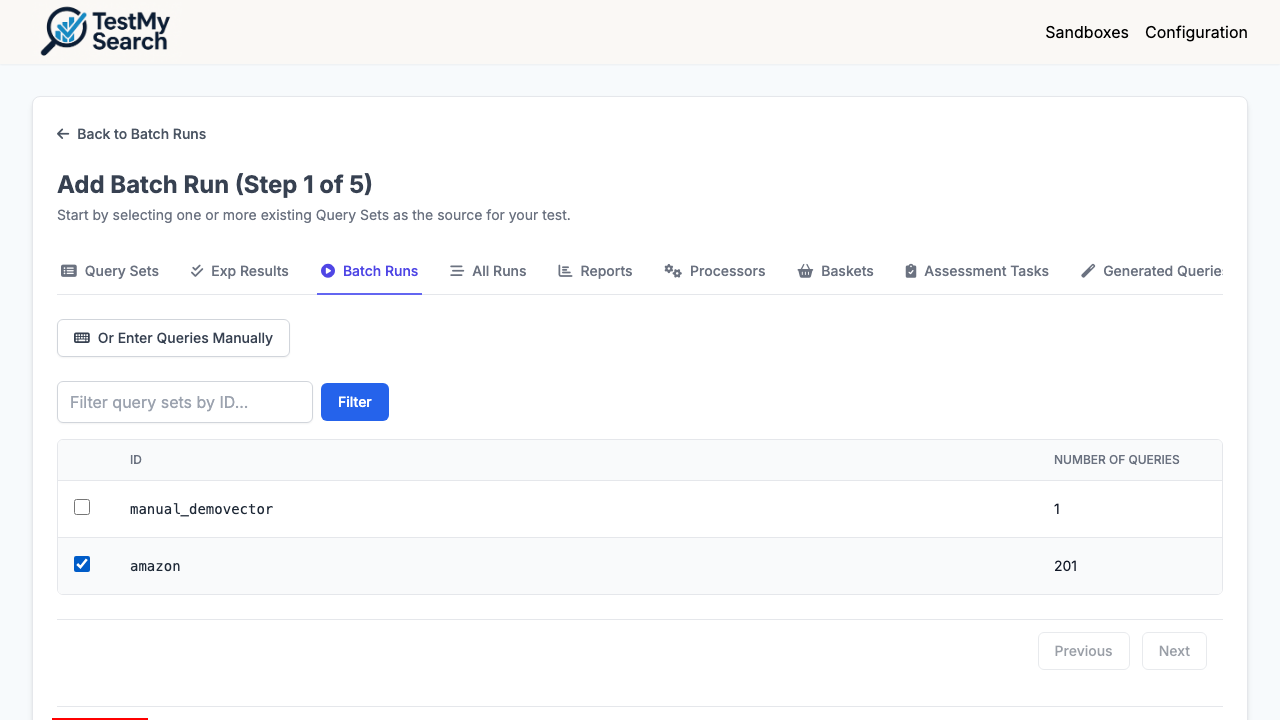 TestMy
Search
Sandboxes
Configuration
Back to Batch Runs
Add Batch Run (Step 1 of 5)
Start by selecting one or more existing Query Sets as the source for your test.
Query Sets
Exp Results
Batch Runs
All Runs
Reports
Processors
Baskets
Assessment Tasks
Generated Querie
Or Enter Queries Manually
Filter query sets by ID...
Filter
ID
NUMBER OF QUERIES
manual_demovector
1
amazon
201
Previous
Next